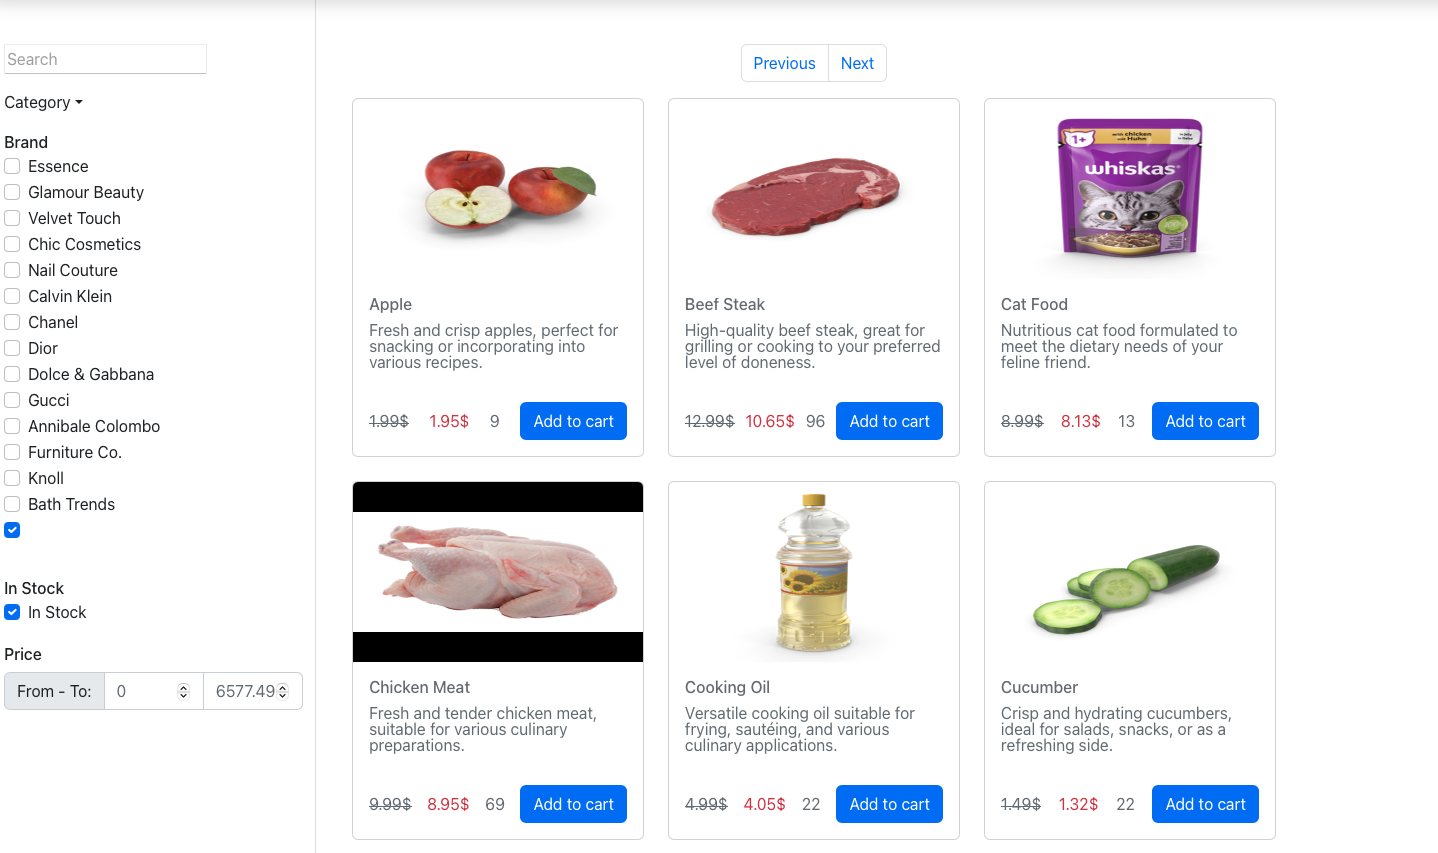 Search
Category
Brand
Essence
Glamour Beauty
Velvet Touch
Chic Cosmetics
Nail Couture
Calvin Klein
Chanel
Dior
Dolce & Gabbana
Gucci
Annibale Colombo
Furniture Co.
Knoll
Bath Trends
In Stock
In Stock
Price
From - To: 0 6577.49
Previous Next
Apple
Fresh and crisp apples, perfect for
snacking or incorporating into
various recipes.
1.99$ 1.95$ 9 Add to cart
Beef Steak
High-quality beef steak, great for
grilling or cooking to your preferred
level of doneness.
12.99$ 10.65$ 96 Add to cart
1+
with chicken
whiskas
Cat Food
Nutritious cat food formulated to
meet the dietary needs of your
feline friend.
8.99$ 8.13$ 13 Add to cart
Chicken Meat
Fresh and tender chicken meat,
suitable for various culinary
preparations.
9.99$ 8.95$ 69 Add to cart
Cooking Oil
Versatile cooking oil suitable for
frying, sautéing, and various
culinary applications.
4.99$ 4.05$ 22 Add to cart
Cucumber
Crisp and hydrating cucumbers,
ideal for salads, snacks, or as a
refreshing side.
1.49$ 1.32$ 22 Add to cart